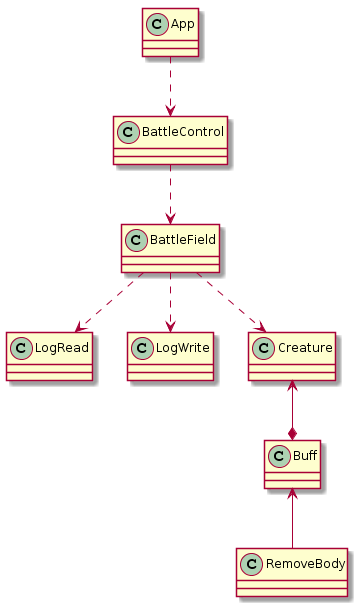 C App
C BattleControl
C BattleField
C LogRead
C LogWrite
C Creature
C Buff
C RemoveBody